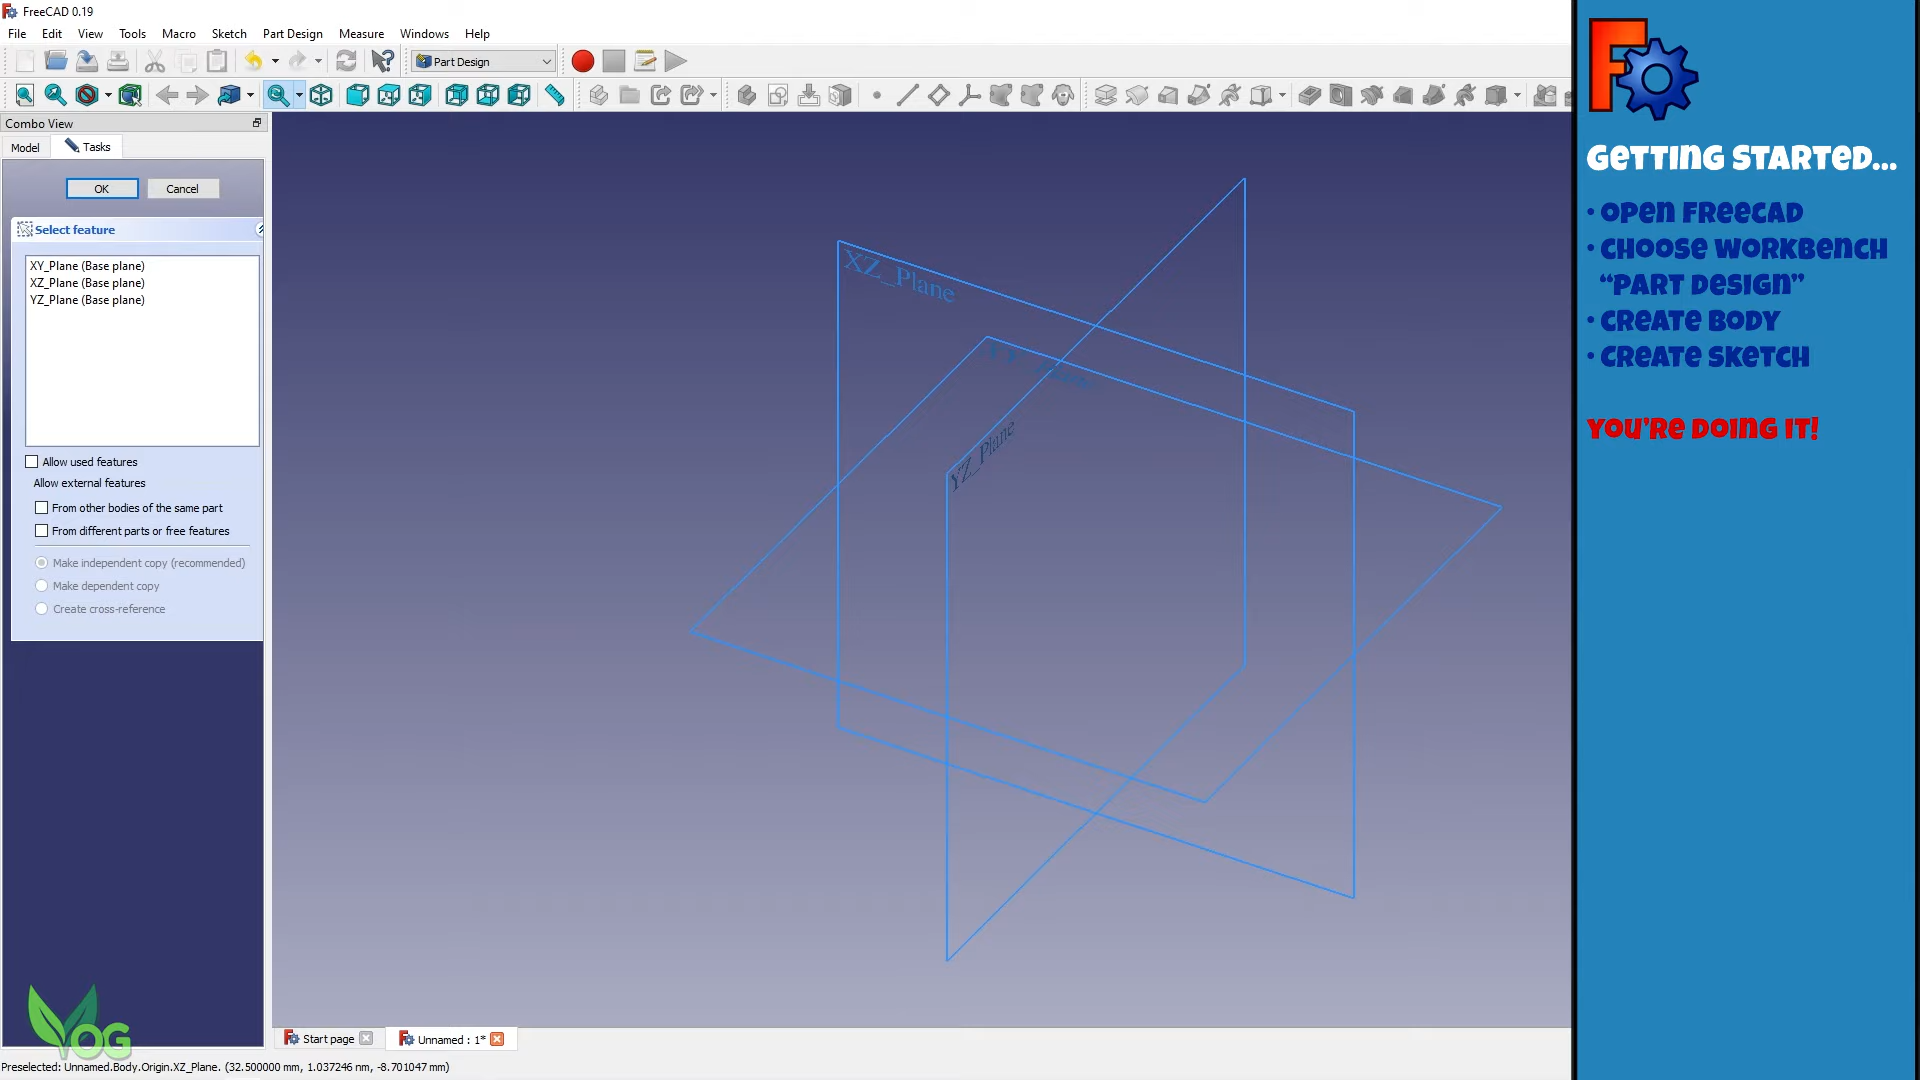 FreeCAD 0.19
File Edit View Tools Macro Sketch Part Design Measure Windows Help
Part Design
Combo View
Model Tasks
OK Cancel
Select feature
XY_Plane (Base plane)
XZ_Plane (Base plane)
YZ_Plane (Base plane)
Allow used features
Allow external features
From other bodies of the same part
From different parts or free features
Make independent copy (recommended)
Make dependent copy
Create cross-reference
XZ_Plane
YZ_Plane
Start page
Unnamed : 1*
Preselected: Unnamed.Body.Origin.XZ_Plane. (32.500000 mm, 1.037246 nm, -8.701047 mm)
YOG
Getting Started...
• Open FreeCAD
• Choose Workbench
“Part Design”
• Create Body
• Create Sketch
You're doing it!